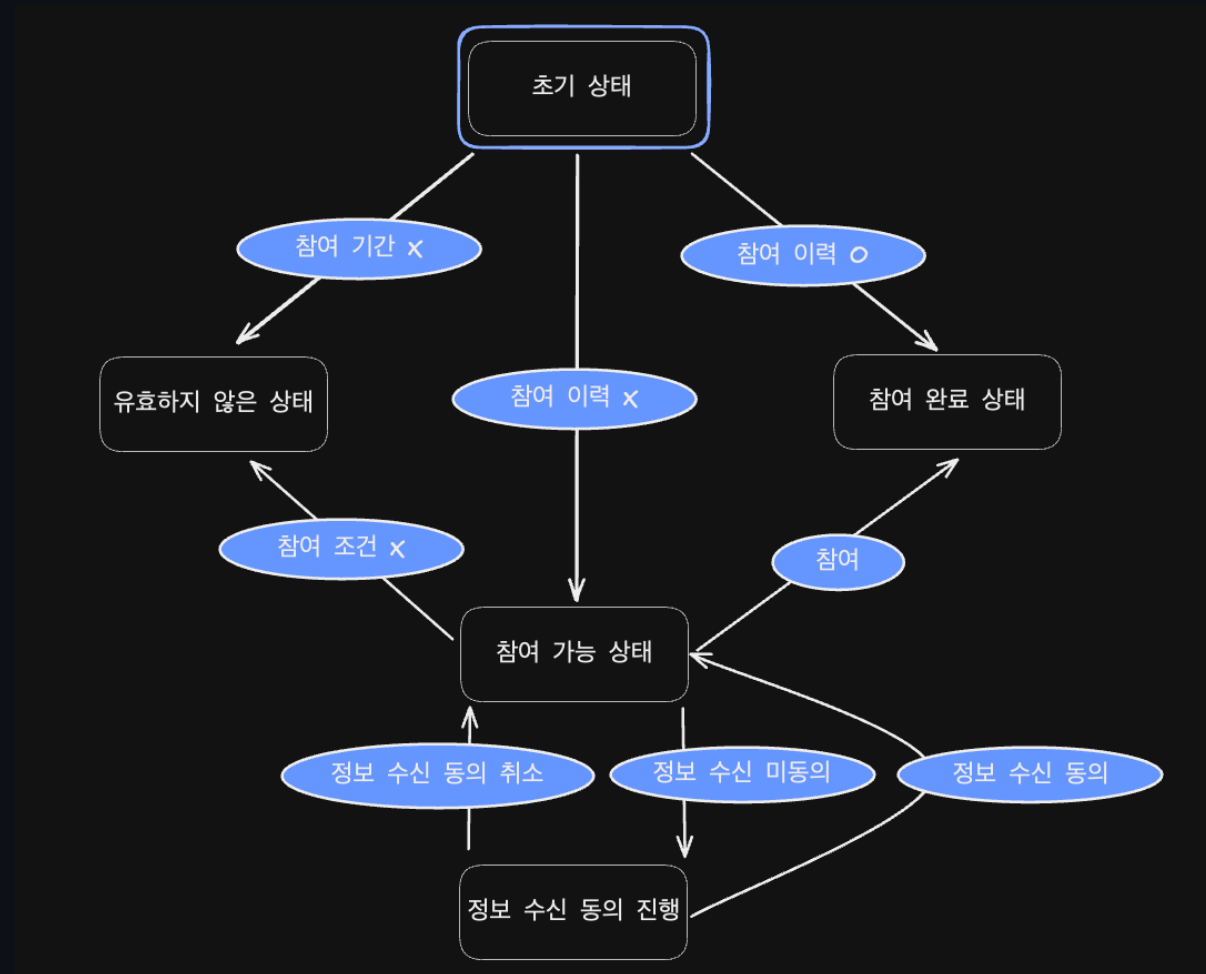 초기 상태
참여 기간 x
참여 이력 o
참여 이력 x
유효하지 않은 상태
참여 완료 상태
참여 조건 x
참여
참여 가능 상태
정보 수신 동의 취소
정보 수신 미동의
정보 수신 동의
정보 수신 동의 진행